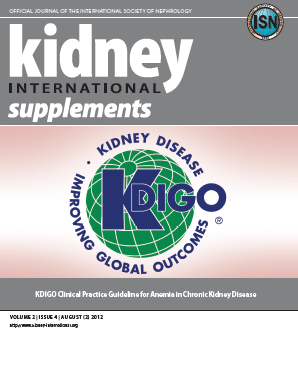 OFFICIAL JOURNAL OF THE INTERNATIONAL SOCIETY OF NEPHROLOGY
ISN
kidney
INTERNATIONAL
supplements
• KIDNEY DISEASE •
KDIGO
IMPROVING GLOBAL OUTCOMES
®
KDIGO Clinical Practice Guideline for Anemia in Chronic Kidney Disease
VOLUME 2 | ISSUE 4 | AUGUST (2) 2012
http://www.kidney-international.org